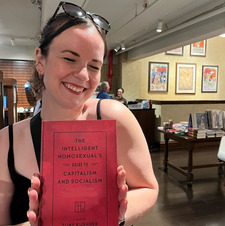 THE
INTELLIGENT
HOMOSEXUAL'S
GUIDE TO
CAPITALISM
AND SOCIALISM